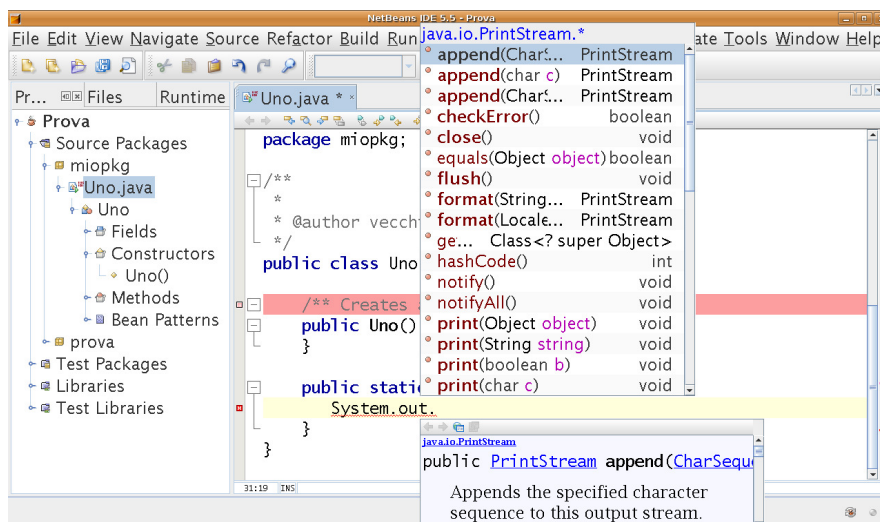 NetBeans IDE 5.5 - Prova
File Edit View Navigate Source Refactor Build Run ate Tools Window Help
Pr... Files Runtime
Prova
Source Packages
miopkg
Uno.java
Uno
Fields
Constructors
Uno()
Methods
Bean Patterns
prova
Test Packages
Libraries
Test Libraries
Uno.java *
package miopkg;
/**
*
* @author vecch
*/
public class Uno
/** Creates
public Uno()
}
public stati
System.out.
}
}
31:19 INS
java.io.PrintStream.*
append(CharS... PrintStream
append(char c) PrintStream
append(CharS... PrintStream
checkError() boolean
close() void
equals(Object object) boolean
flush() void
format(String... PrintStream
format(Locale... PrintStream
ge... Class<? super Object>
hashCode() int
notify() void
notifyAll() void
print(Object object) void
print(String string) void
print(boolean b) void
print(char c) void
java.io.PrintStream
public PrintStream append(CharSequ
Appends the specified character
sequence to this output stream.